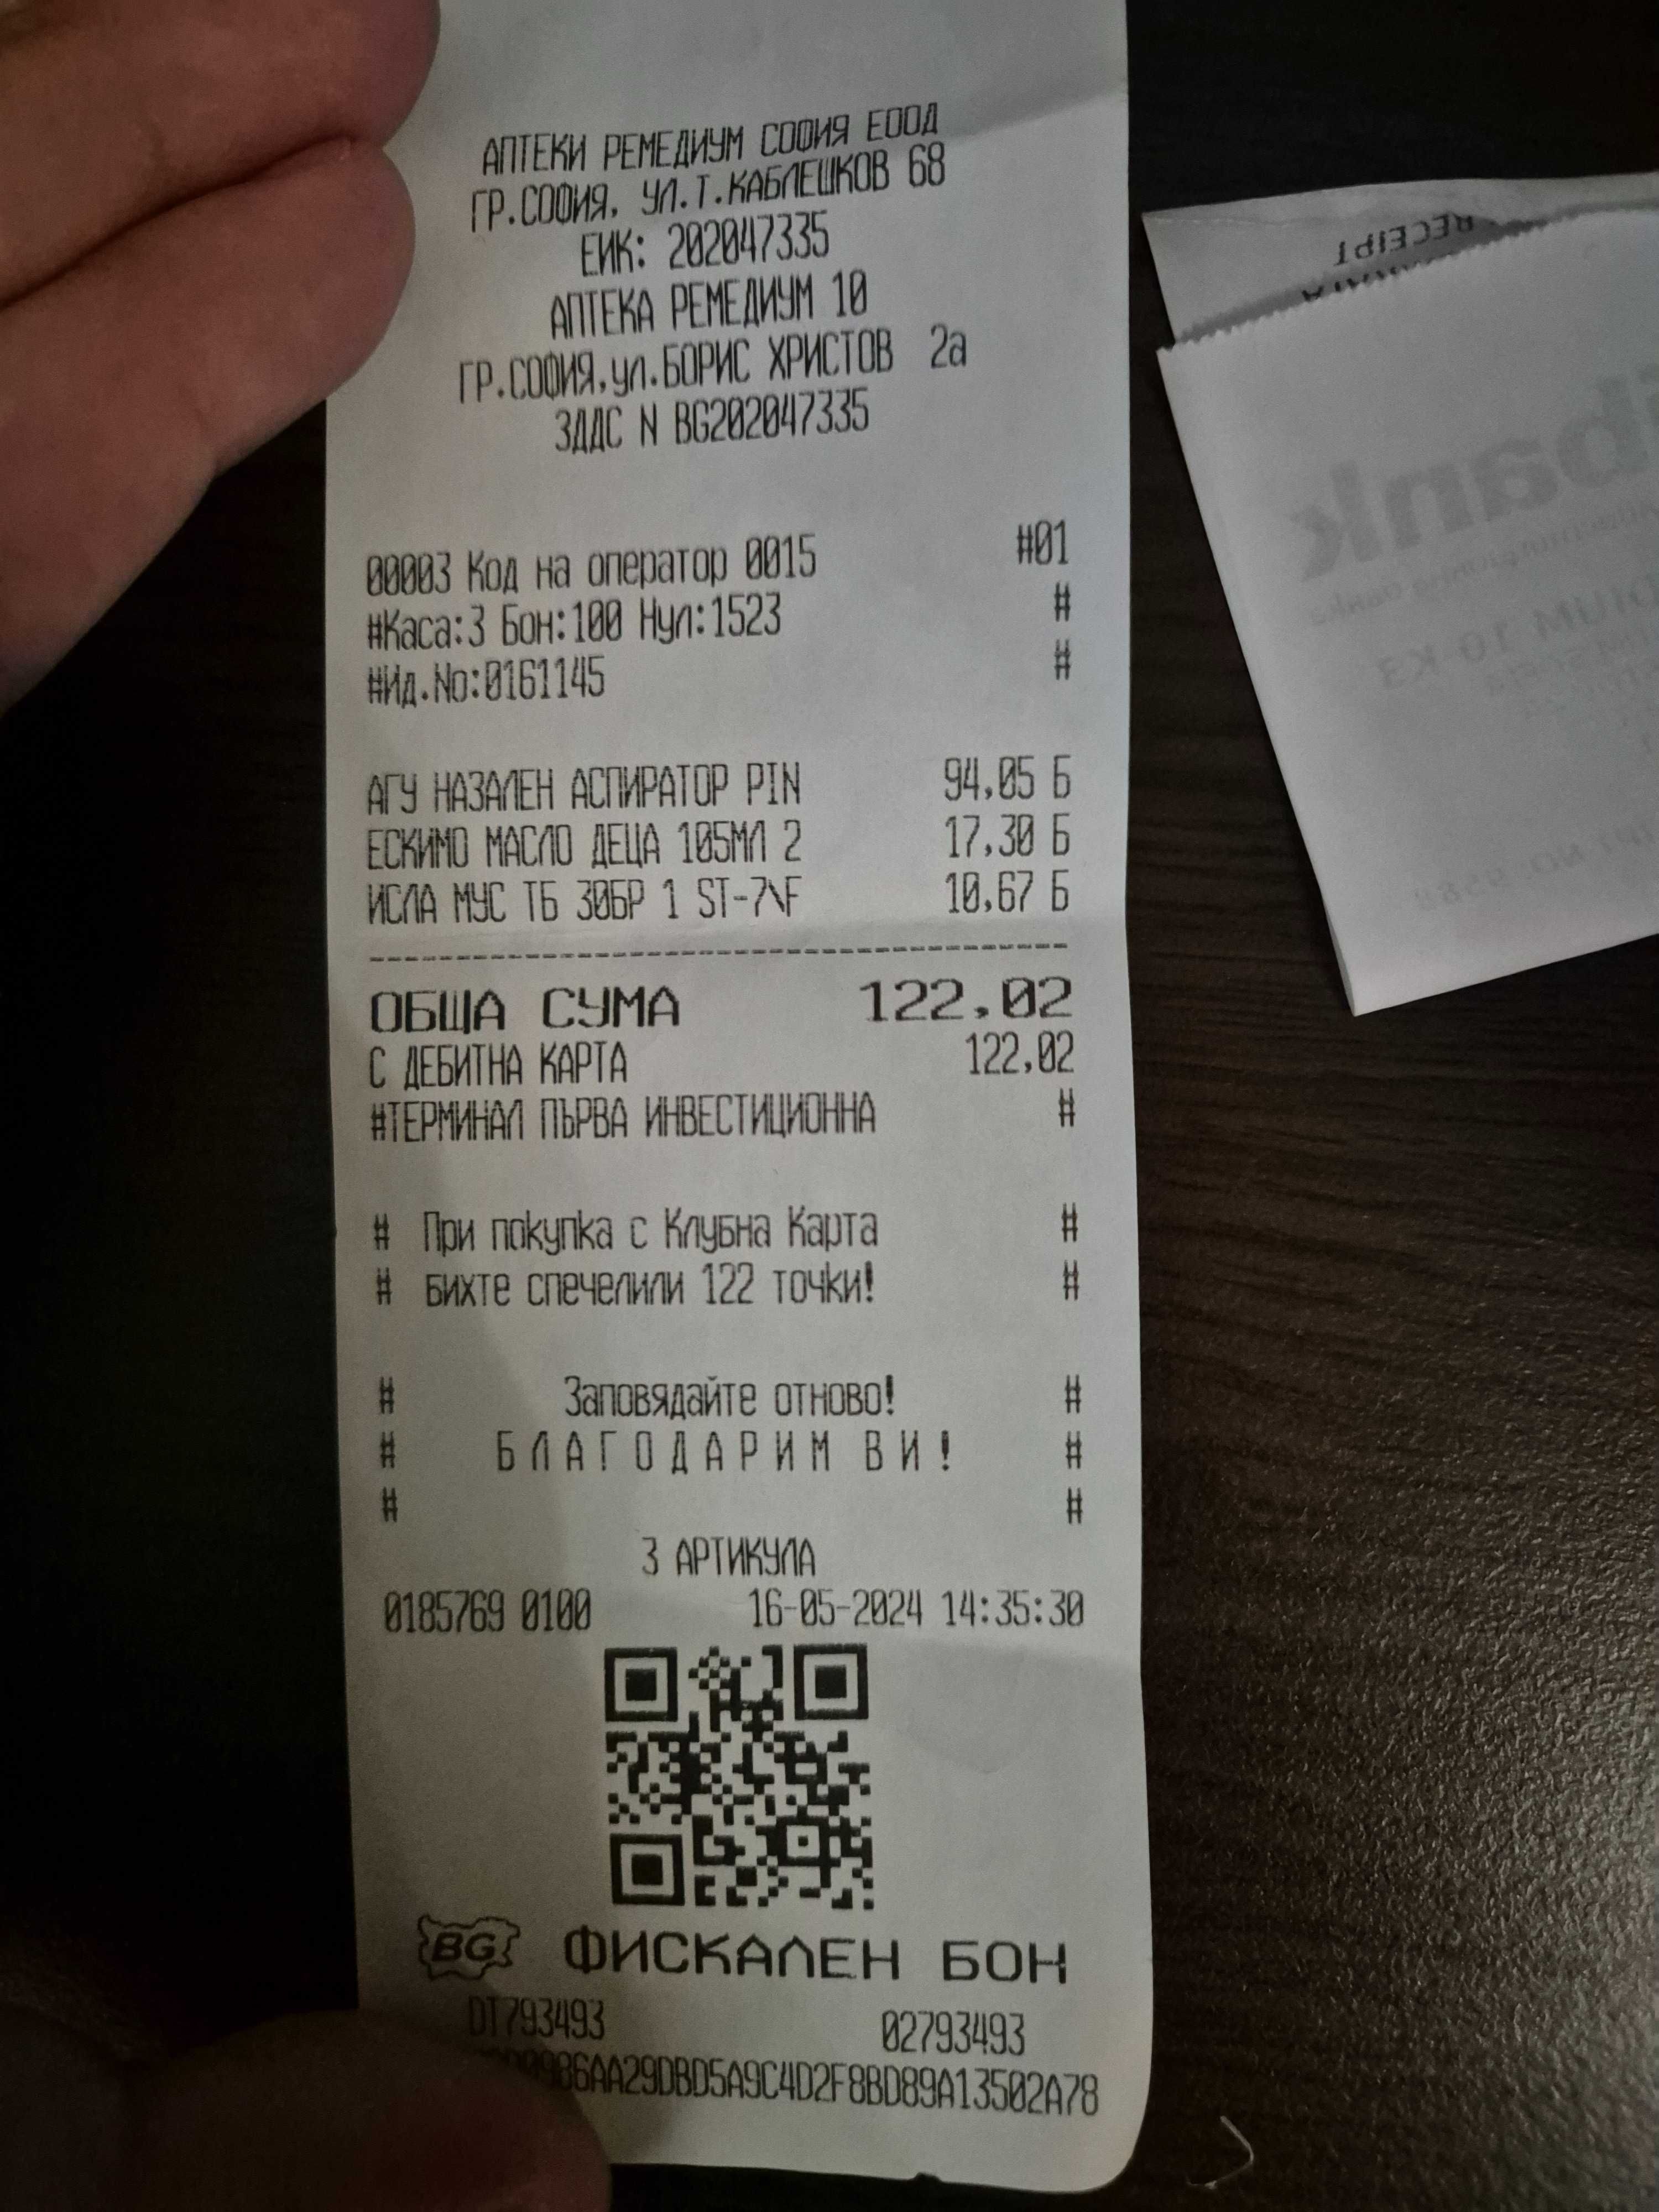 АПТЕКИ РЕМЕДИУМ СОФИЯ ЕООД
ГР.СОФИЯ, УЛ.Т.КАБЛЕШКОВ 68
ЕИК: 202047335
АПТЕКА РЕМЕДИУМ 10
ГР.СОФИЯ,ул.БОРИС ХРИСТОВ 2а
ЗДДС N BG202047335
00003 Код на оператор 0015 #01
#Каса:3 Бон:100 Нул:1523 #
#Ид.No:0161145 #
АГУ НАЗАЛЕН АСПИРАТОР PIN 94,05 Б
ЕСКИМО МАСЛО ДЕЦА 105МЛ 2 17,30 Б
ИСЛА МУС ТБ 30БР 1 ST-7\F 10,67 Б
ОБЩА СУМА 122,02
С ДЕБИТНА КАРТА 122,02
#ТЕРМИНАЛ ПЪРВА ИНВЕСТИЦИОННА #
# При покупка с Клубна Карта #
# бихте спечелили 122 точки! #
# Заповядайте отново! #
# Б Л А Г О Д А Р И М В И ! #
# #
3 АРТИКУЛА
0185769 0100 16-05-2024 14:35:30
BG ФИСКАЛЕН БОН
DT793493 02793493
86AA29DBD5A9C4D2F8BD89A13502A78
RECEIPT
bank
10 K3